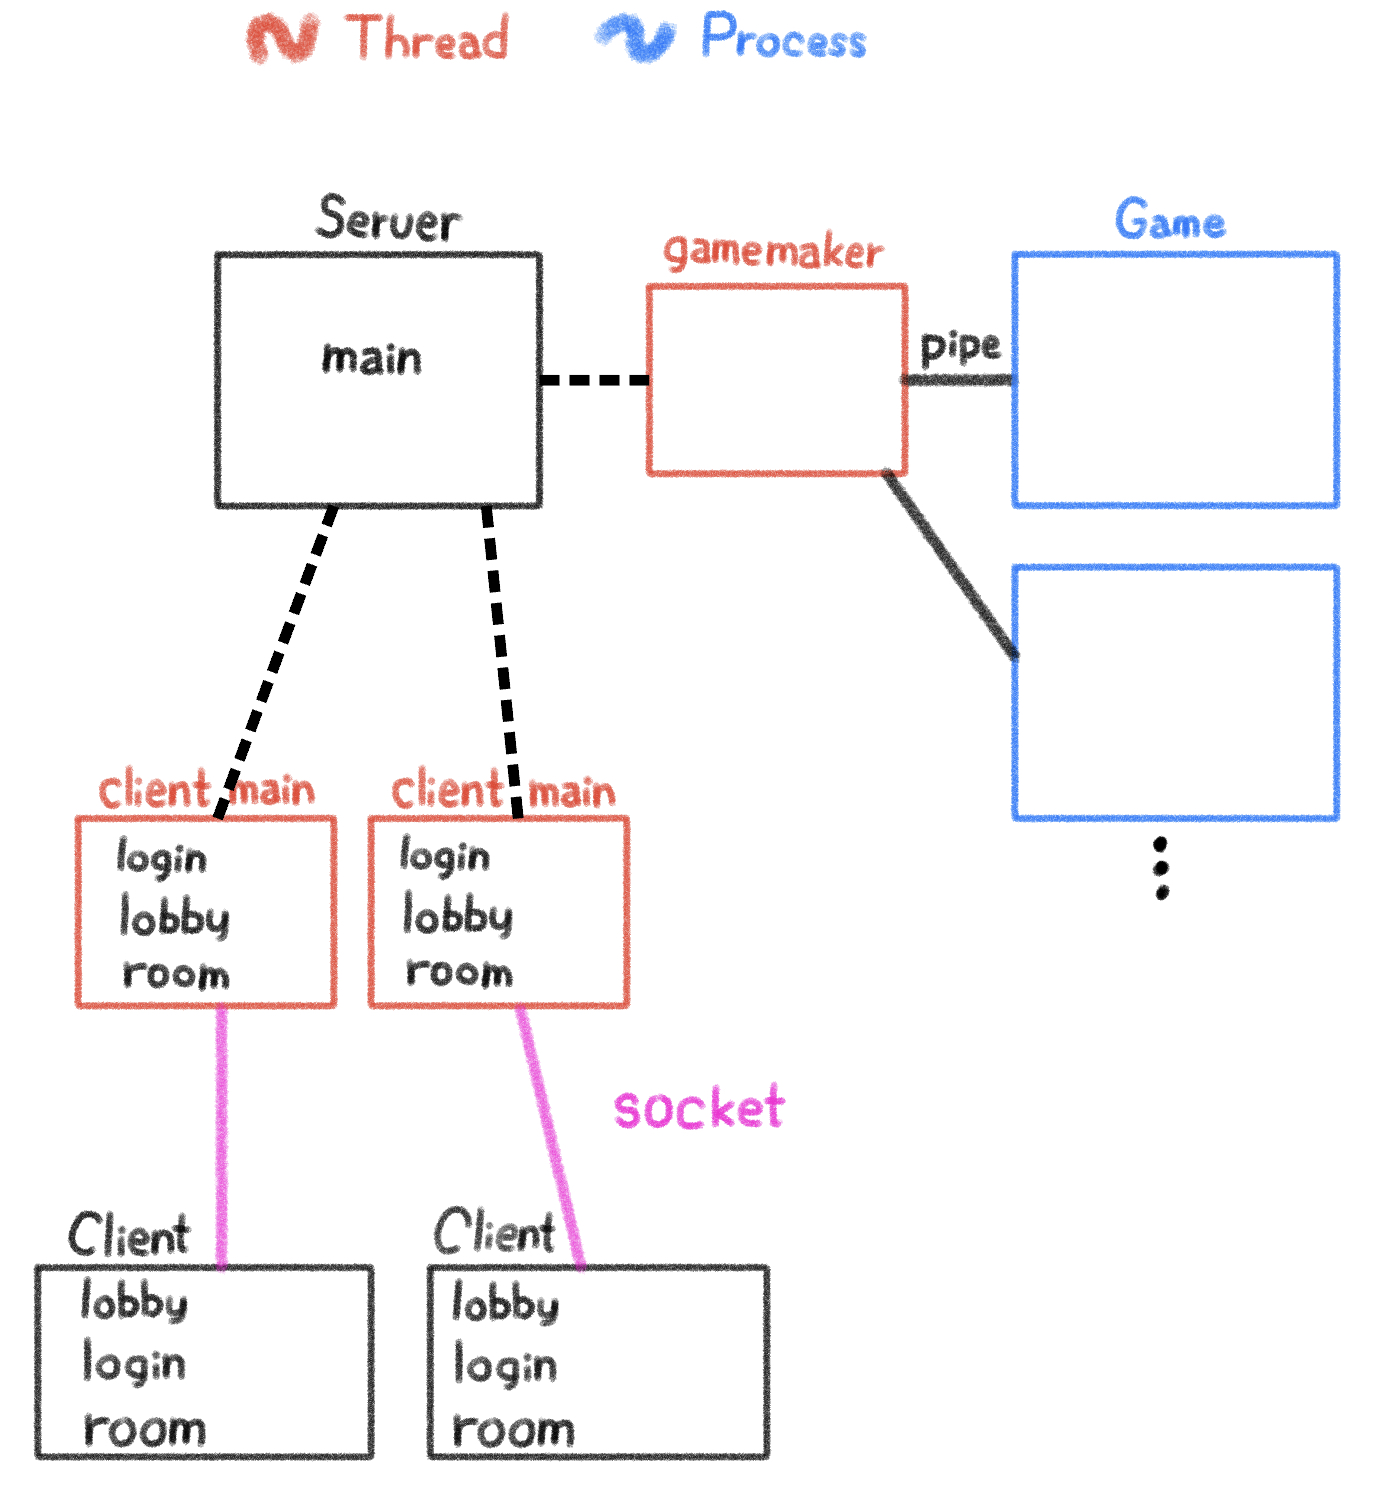 Thread Process
Server
main
gamemaker
pipe
Game
client main
login
lobby
room
client main
login
lobby
room
socket
Client
lobby
login
room
Client
lobby
login
room